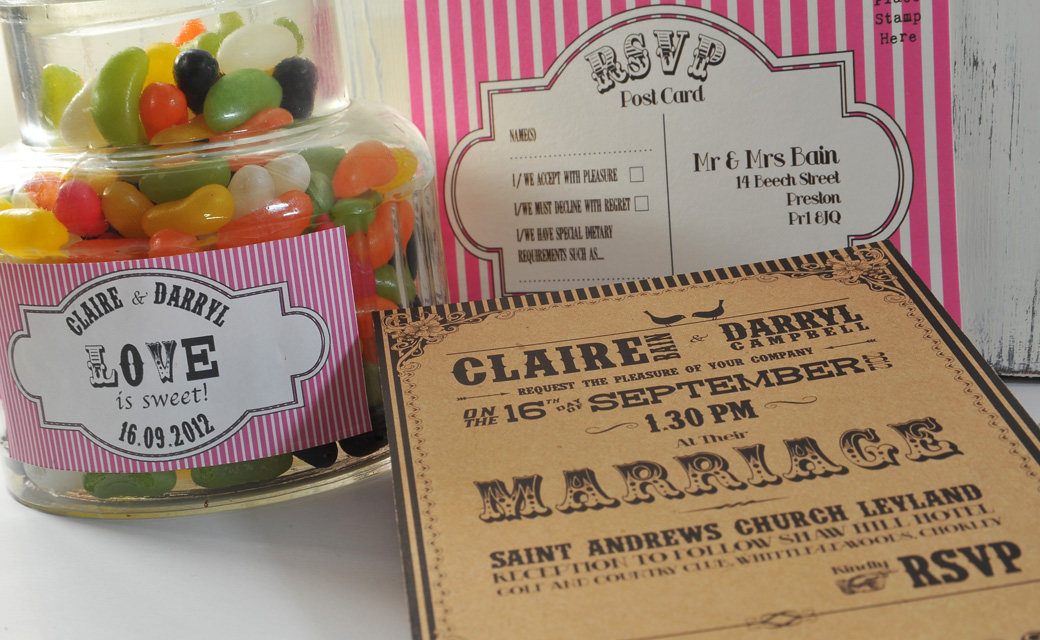 CLAIRE & DARRYL
LOVE
is sweet!
16.09.2012
Place
Stamp
Here
RSVP
Post Card
NAME(S)
I/WE ACCEPT WITH PLEASURE
I/WE MUST DECLINE WITH REGRET
I/WE HAVE SPECIAL DIETARY
REQUIREMENTS SUCH AS...
Mr & Mrs Bain
14 Beech Street
Preston
Pr1 8JQ
CLAIRE BAIN & DARRYL CAMPBELL
REQUEST THE PLEASURE OF YOUR COMPANY
ON THE 16TH DAY OF SEPTEMBER
1.30 PM
At Their
MARRIAGE
SAINT ANDREWS CHURCH LEYLAND
RECEPTION TO FOLLOW SHAW HILL HOTEL
GOLF AND COUNTRY CLUB, WHITTLE-LE-WOODS, CHORLEY
Kindly RSVP